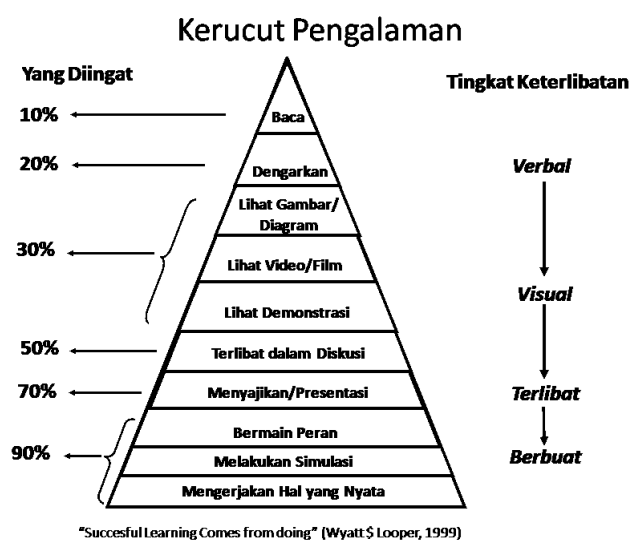 Kerucut Pengalaman
Yang Diingat
Tingkat Keterlibatan
10%
Baca
20%
Dengarkan
Verbal
Lihat Gambar/
Diagram
30%
Lihat Video/Film
Visual
Lihat Demonstrasi
50%
Terlibat dalam Diskusi
70%
Menyajikan/Presentasi
Terlibat
Bermain Peran
90%
Melakukan Simulasi
Berbuat
Mengerjakan Hal yang Nyata
“Succesful Learning Comes from doing” (Wyatt $ Looper, 1999)